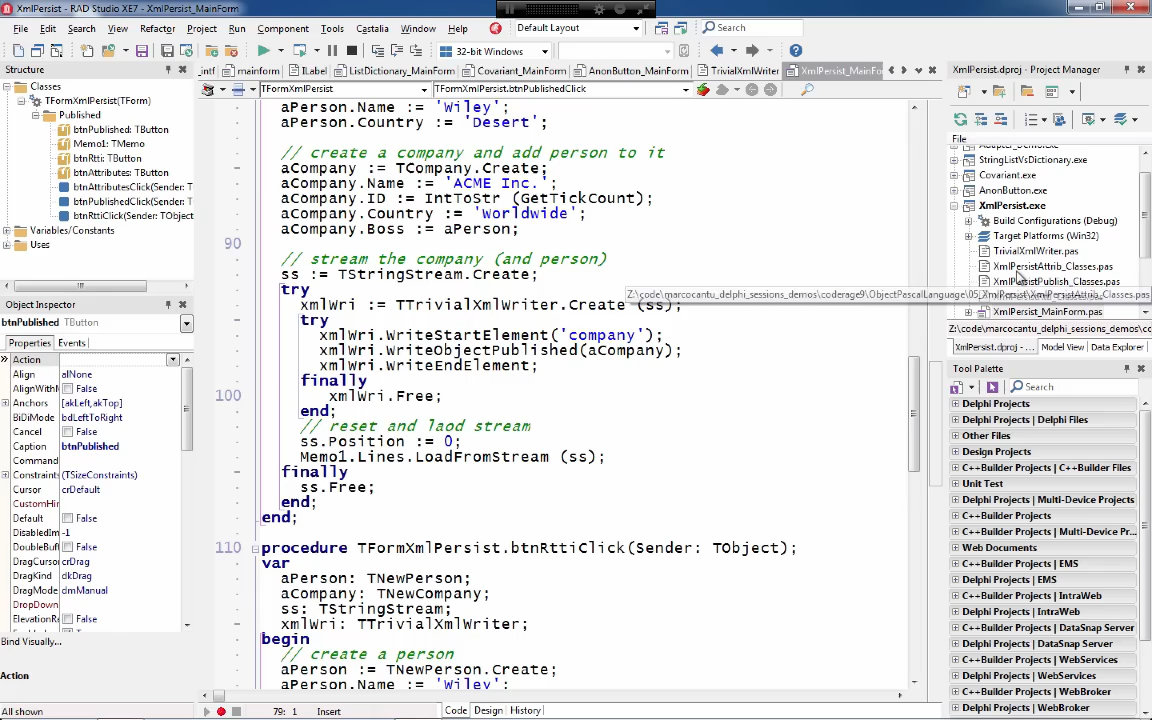 XmlPersist - RAD Studio XE7 - XmlPersist_MainForm
File Edit Search View Refactor Project Run Component Tools Castalia Window Help Default Layout Search
32-bit Windows
Structure
Classes
TFormXmlPersist(TForm)
Published
btnPublished: TButton
Memo1: TMemo
btnRtti: TButton
btnAttributes: TButton
btnAttributesClick(Sender: T
btnPublishedClick(Sender: T
btnRttiClick(Sender: TObject
Variables/Constants
Uses
Object Inspector
btnPublished TButton
Properties Events
Action
Align alNone
AlignWithM False
Anchors [akLeft,akTop]
BiDiMode bdLeftToRight
Cancel False
Caption btnPublished
Command
Constraints (TSizeConstraints)
Cursor crDefault
CustomHin
Default False
DisabledIm -1
DoubleBuff False
DragCursor crDrag
DragKind dkDrag
DragMode dmManual
DropDown
ElevationRe False
Bind Visually...
Action
All shown
_intf mainform ILabel ListDictionary_MainForm Covariant_MainForm AnonButton_MainForm TrivialXmlWriter XmlPersist_MainFo
TFormXmlPersist TFormXmlPersist.btnPublishedClick
aPerson.Name := 'Wiley';
aPerson.Country := 'Desert';
// create a company and add person to it
aCompany := TCompany.Create;
aCompany.Name := 'ACME Inc.';
aCompany.ID := IntToStr (GetTickCount);
aCompany.Country := 'Worldwide';
90 aCompany.Boss := aPerson;
// stream the company (and person)
ss := TStringStream.Create;
try
xmlWri := TTrivialXmlWriter.Create (ss);
try
xmlWri.WriteStartElement('company');
xmlWri.WriteObjectPublished(aCompany);
xmlWri.WriteEndElement;
finally
100 xmlWri.Free;
end;
// reset and laod stream
ss.Position := 0;
Memo1.Lines.LoadFromStream (ss);
finally
ss.Free;
end;
end;
110 procedure TFormXmlPersist.btnRttiClick(Sender: TObject);
var
aPerson: TNewPerson;
aCompany: TNewCompany;
ss: TStringStream;
xmlWri: TTrivialXmlWriter;
begin
// create a person
aPerson := TNewPerson.Create;
aPerson.Name := 'Wiley';
79: 1 Insert Code Design History
XmlPersist.dproj - Project Manager
File
StringListVsDictionary.exe
Covariant.exe
AnonButton.exe
XmlPersist.exe
Build Configurations (Debug)
Target Platforms (Win32)
TrivialXmlWriter.pas
XmlPersistAttrib_Classes.pas
XmlPersistPublish_Classes.pas
Z:\code\marcocantu_delphi_sessions_demos\coderage9\ObjectPascalLanguage\05_XmlPersist\XmlPersistAttrib_Classes.pas
XmlPersist_MainForm.pas
Z:\code\marcocantu_delphi_sessions_demos\c
XmlPersist.dproj - ... Model View Data Explorer
Tool Palette
Search
Delphi Projects
Delphi Projects | Delphi Files
Other Files
Design Projects
C++Builder Projects | C++Builder Files
Unit Test
Delphi Projects | Multi-Device Projects
C++Builder Projects
C++Builder Projects | Multi-Device Pr...
Web Documents
C++Builder Projects | EMS
Delphi Projects | EMS
C++Builder Projects | IntraWeb
Delphi Projects | IntraWeb
C++Builder Projects | DataSnap Server
Delphi Projects | DataSnap Server
C++Builder Projects | WebServices
Delphi Projects | WebServices
C++Builder Projects | WebBroker
Delphi Projects | WebBroker